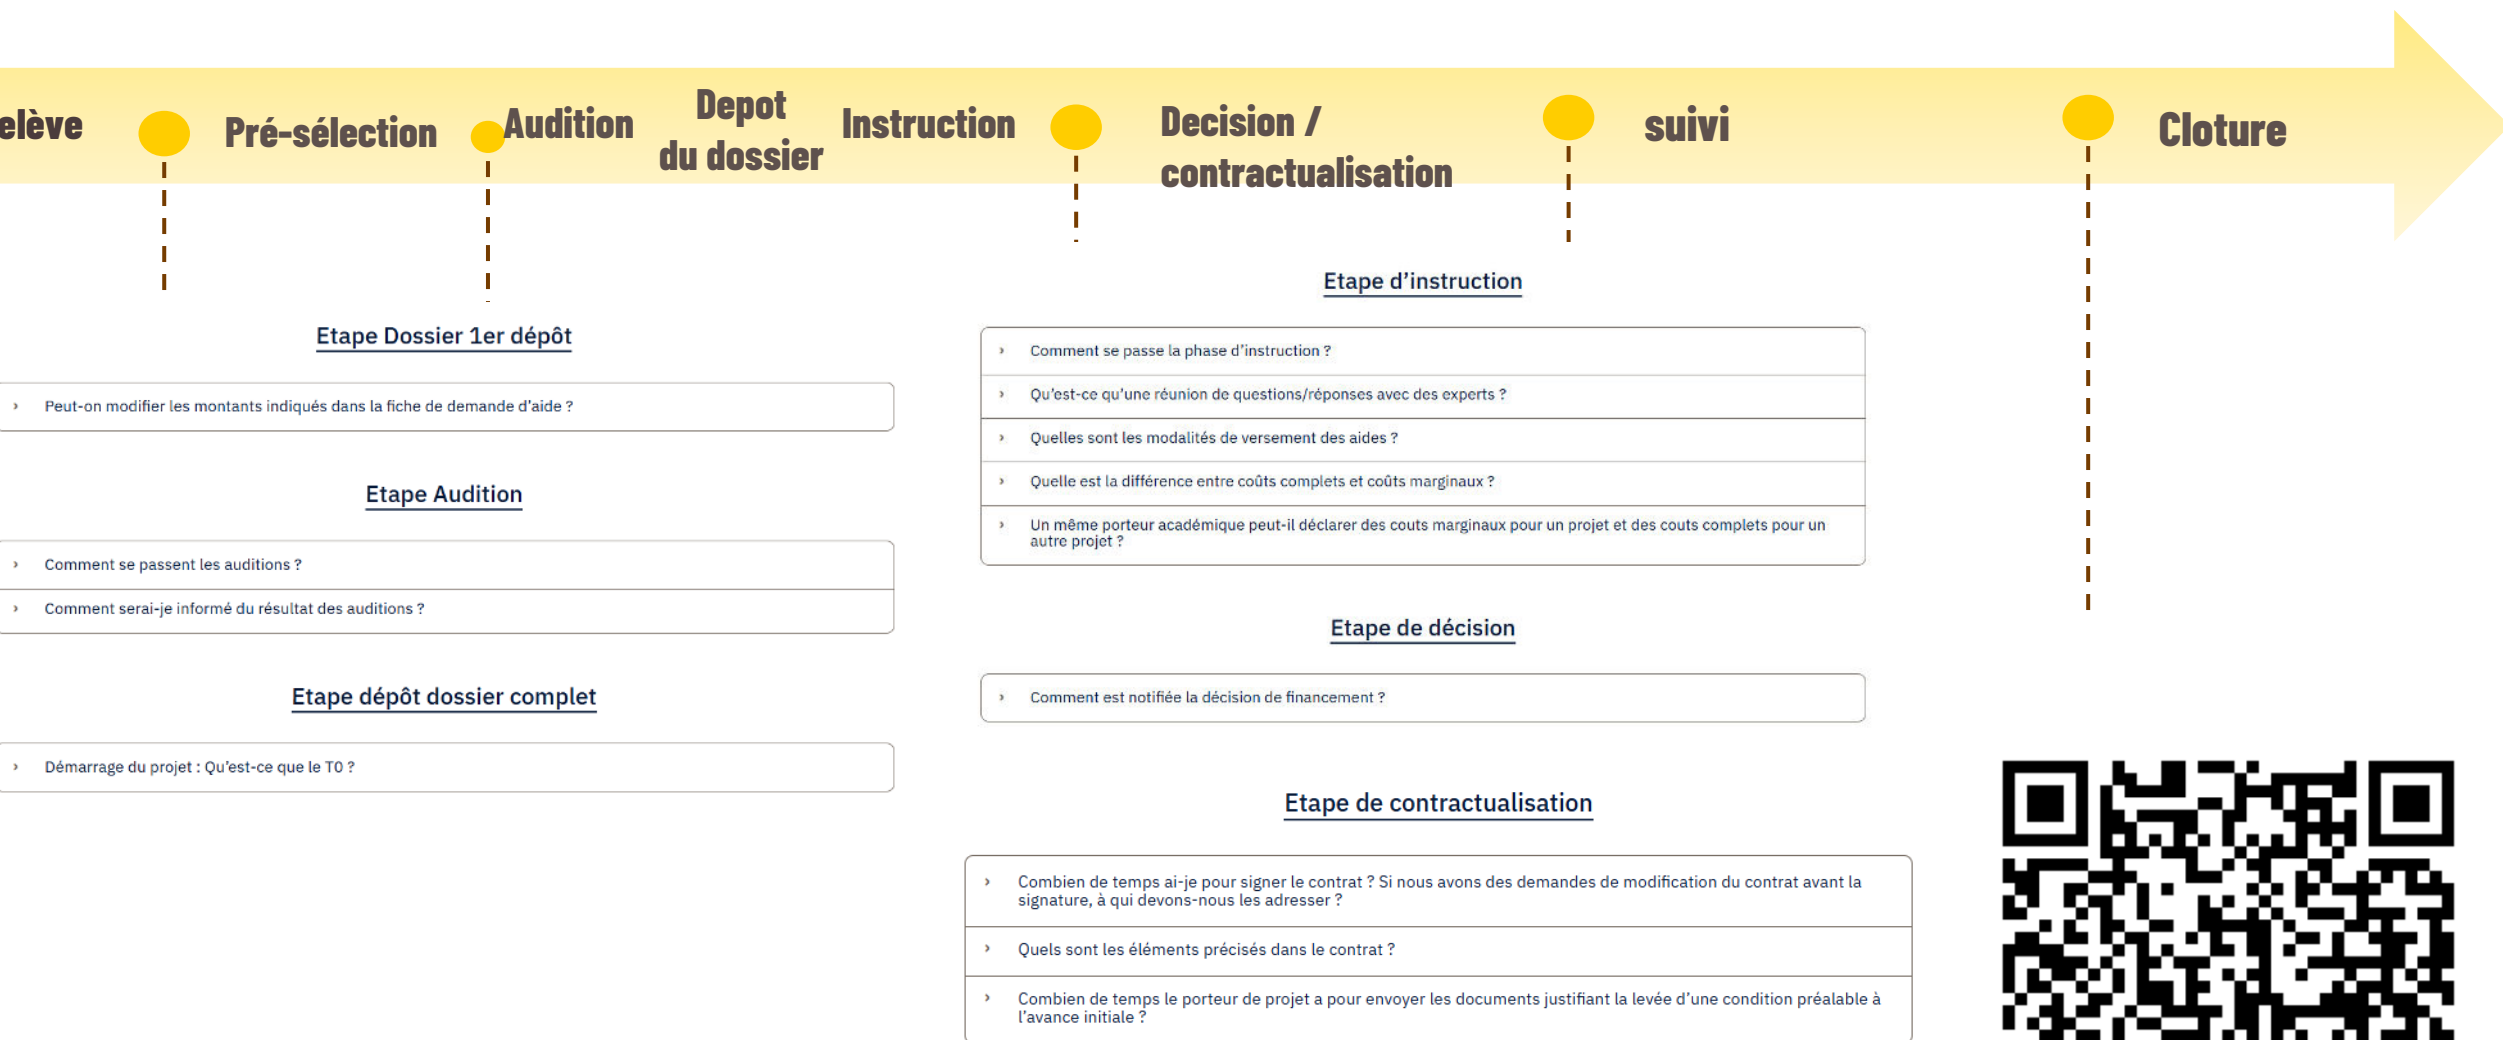 elève
Pré-sélection
Audition
Depot
du dossier
Instruction
Decision /
contractualisation
suivi
Cloture
Etape Dossier 1er dépôt
› Peut-on modifier les montants indiqués dans la fiche de demande d'aide ?
Etape Audition
› Comment se passent les auditions ?
› Comment serai-je informé du résultat des auditions ?
Etape dépôt dossier complet
› Démarrage du projet : Qu'est-ce que le T0 ?
Etape d'instruction
› Comment se passe la phase d'instruction ?
› Qu'est-ce qu'une réunion de questions/réponses avec des experts ?
› Quelles sont les modalités de versement des aides ?
› Quelle est la différence entre coûts complets et coûts marginaux ?
› Un même porteur académique peut-il déclarer des couts marginaux pour un projet et des couts complets pour un
autre projet ?
Etape de décision
› Comment est notifiée la décision de financement ?
Etape de contractualisation
› Combien de temps ai-je pour signer le contrat ? Si nous avons des demandes de modification du contrat avant la
signature, à qui devons-nous les adresser ?
› Quels sont les éléments précisés dans le contrat ?
› Combien de temps le porteur de projet a pour envoyer les documents justifiant la levée d'une condition préalable à
l'avance initiale ?